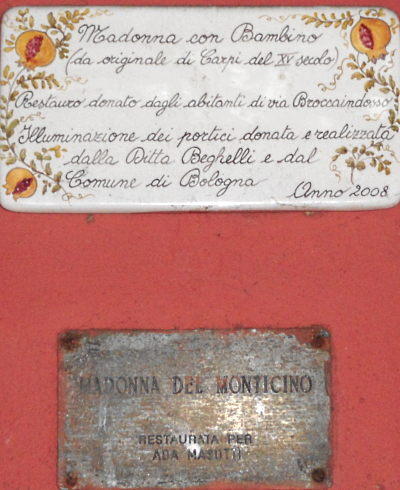 Madonna con Bambino
(da originale di Carpi del XV secolo)
Restauro donato dagli abitanti di via Broccaindosso
Illuminazione dei portici donata e realizzata
dalla Ditta Beghelli e dal
Comune di Bologna
Anno 2008
MADONNA DEL MONTICINO
RESTAURATA PER
ADA MASOTTI